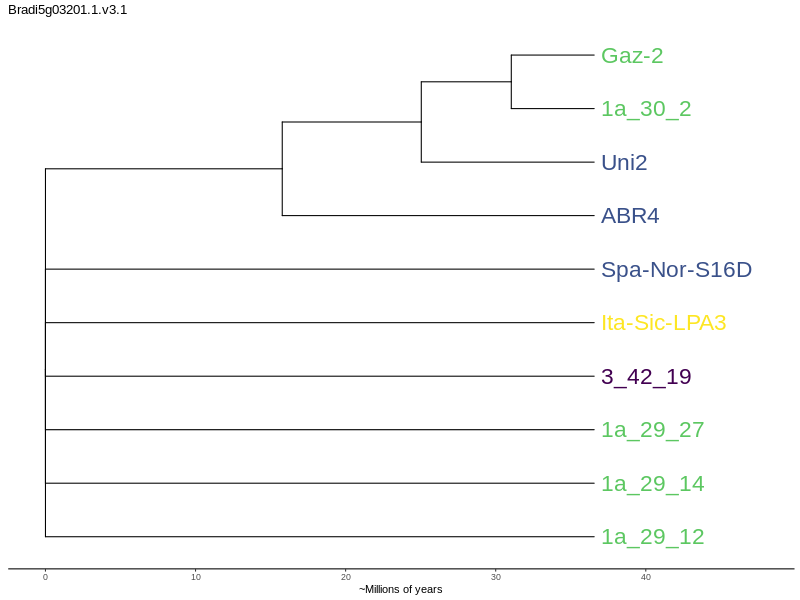 Bradi5g03201.1.v3.1
Gaz-2
1a_30_2
Uni2
ABR4
Spa-Nor-S16D
Ita-Sic-LPA3
3_42_19
1a_29_27
1a_29_14
1a_29_12
0 10 20 30 40
~Millions of years